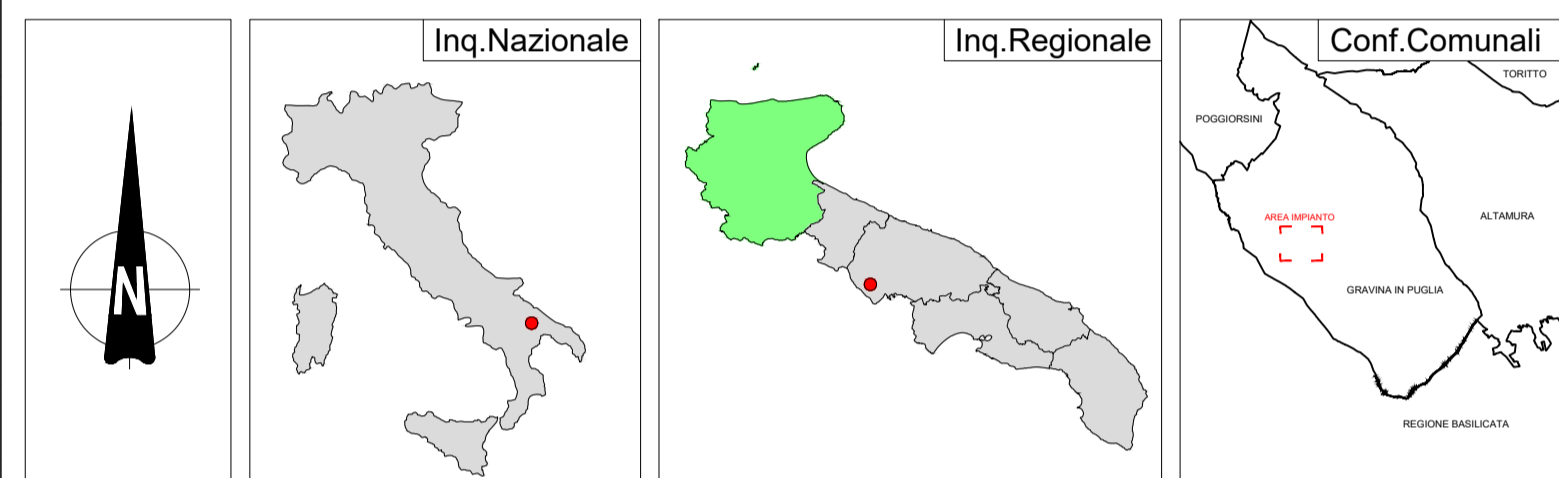 N
Inq.Nazionale
Inq.Regionale
Conf.Comunali
TORITTO
POGGIORSINI
AREA IMPIANTO
ALTAMURA
GRAVINA IN PUGLIA
REGIONE BASILICATA